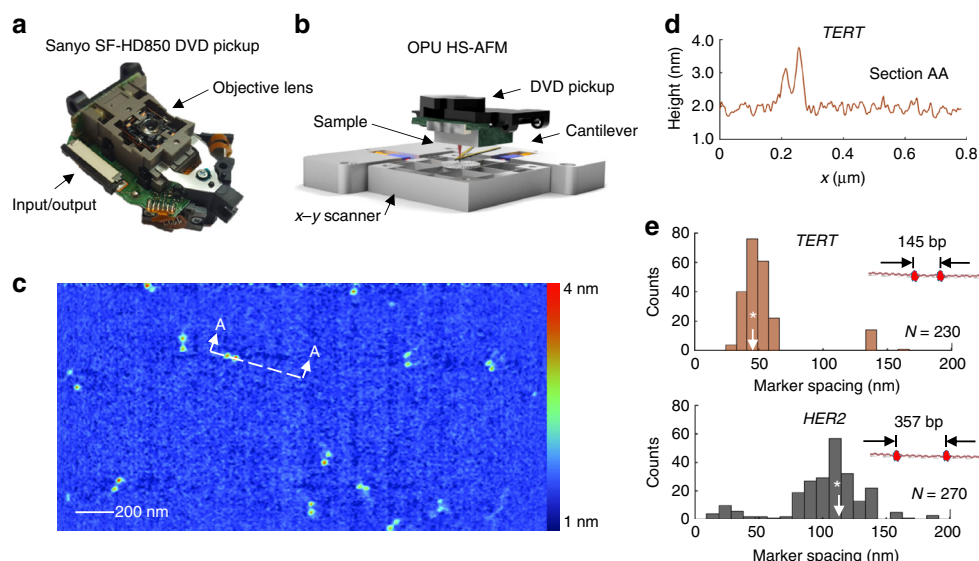 a
Sanyo SF-HD850 DVD pickup
Objective lens
Input/output
b
OPU HS-AFM
DVD pickup
Sample
Cantilever
x–y scanner
c
4 nm
A
A
200 nm
1 nm
d
TERT
Height (nm)
4.0
3.0
2.0
1.0
Section AA
0
0.2
0.4
0.6
0.8
x (μm)
e
TERT
Counts
80
60
40
20
0
*
145 bp
N = 230
0
50
100
150
200
Marker spacing (nm)
HER2
Counts
80
60
40
20
0
*
357 bp
N = 270
0
50
100
150
200
Marker spacing (nm)